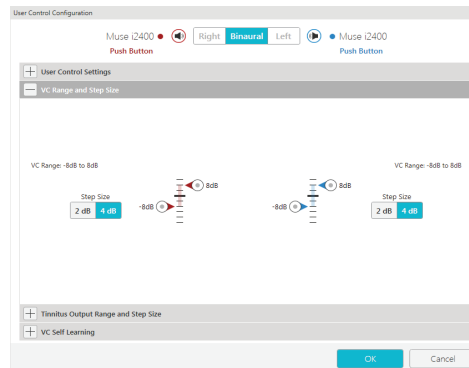 User Control Configuration
Muse i2400 Right Binaural Left Muse i2400
Push Button Push Button
User Control Settings
VC Range and Step Size
VC Range: -8dB to 8dB VC Range: -8dB to 8dB
8dB 8dB
Step Size Step Size
2 dB 4 dB -8dB -8dB 2 dB 4 dB
Tinnitus Output Range and Step Size
VC Self Learning
OK Cancel